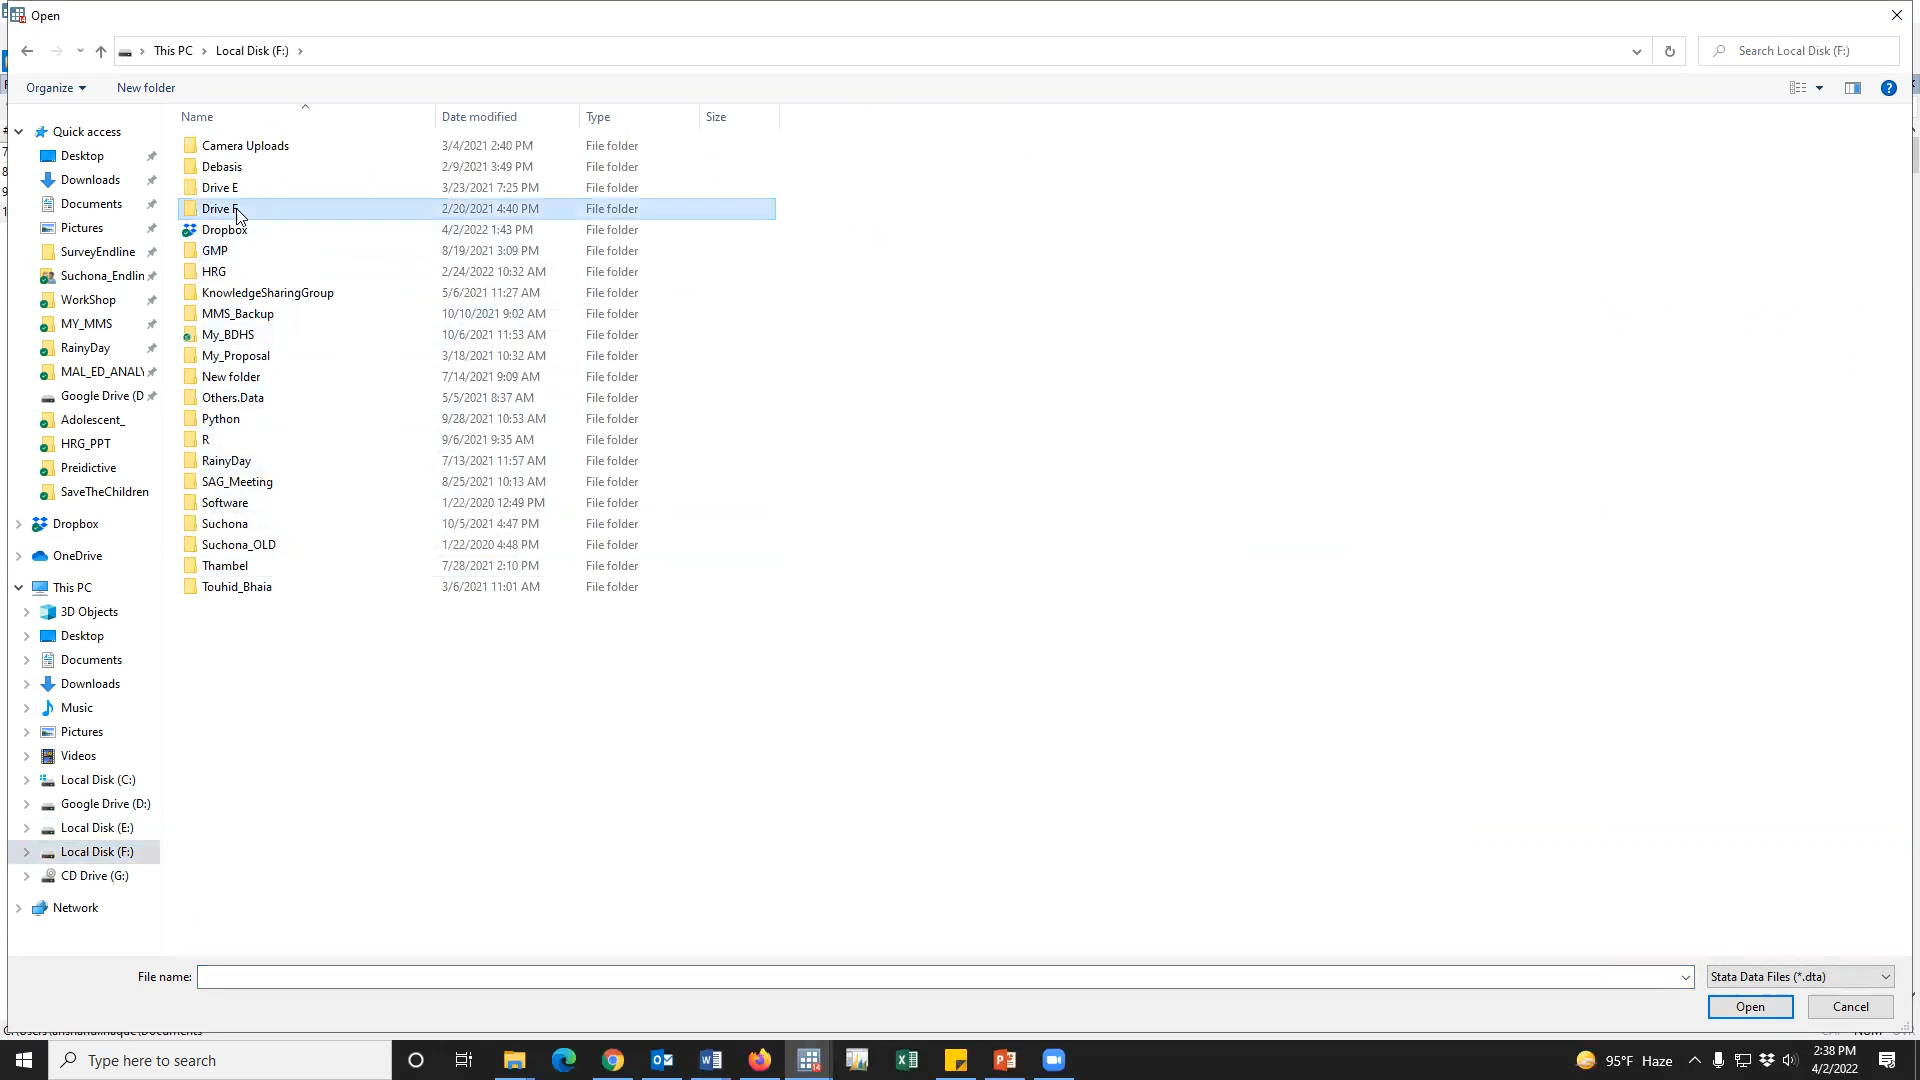 Open
This PC > Local Disk (F:) >
Search Local Disk (F:)
Organize
New folder
Name Date modified Type Size
Camera Uploads 3/4/2021 2:40 PM File folder
Debasis 2/9/2021 3:49 PM File folder
Drive E 3/23/2021 7:25 PM File folder
Drive F 2/20/2021 4:40 PM File folder
Dropbox 4/2/2022 1:43 PM File folder
GMP 8/19/2021 3:09 PM File folder
HRG 2/24/2022 10:32 AM File folder
KnowledgeSharingGroup 5/6/2021 11:27 AM File folder
MMS_Backup 10/10/2021 9:02 AM File folder
My_BDHS 10/6/2021 11:53 AM File folder
My_Proposal 3/18/2021 10:32 AM File folder
New folder 7/14/2021 9:09 AM File folder
Others.Data 5/5/2021 8:37 AM File folder
Python 9/28/2021 10:53 AM File folder
R 9/6/2021 9:35 AM File folder
RainyDay 7/13/2021 11:57 AM File folder
SAG_Meeting 8/25/2021 10:13 AM File folder
Software 1/22/2020 12:49 PM File folder
Suchona 10/5/2021 4:47 PM File folder
Suchona_OLD 1/22/2020 4:48 PM File folder
Thambel 7/28/2021 2:10 PM File folder
Touhid_Bhaia 3/6/2021 11:01 AM File folder
Quick access
Desktop
Downloads
Documents
Pictures
SurveyEndline
Suchona_Endlin
WorkShop
MY_MMS
RainyDay
MAL_ED_ANALY
Google Drive (D
Adolescent_
HRG_PPT
Preidictive
SaveTheChildren
Dropbox
OneDrive
This PC
3D Objects
Desktop
Documents
Downloads
Music
Pictures
Videos
Local Disk (C:)
Google Drive (D:)
Local Disk (E:)
Local Disk (F:)
CD Drive (G:)
Network
File name:
Stata Data Files (*.dta)
Open Cancel
Type here to search
95°F Haze
2:38 PM
4/2/2022